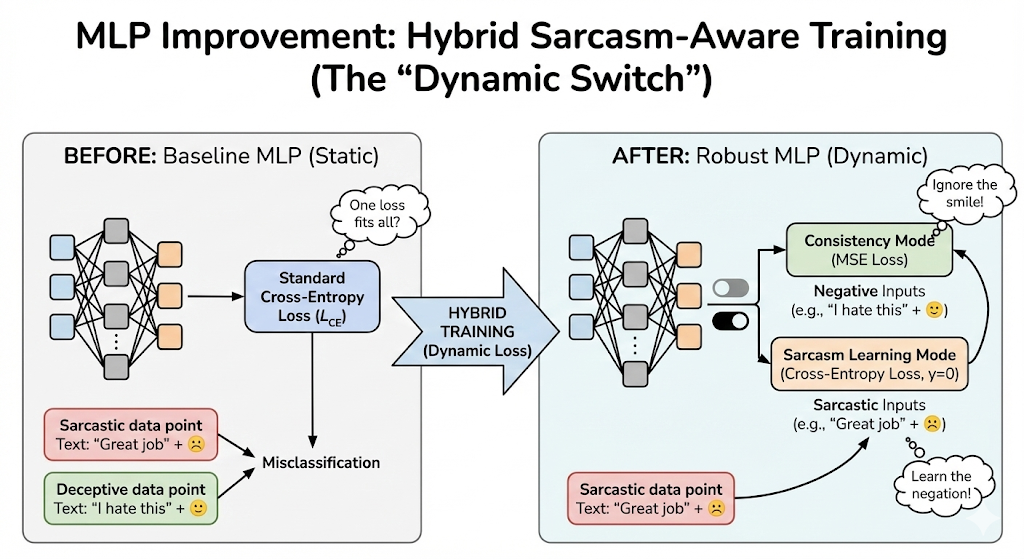 MLP Improvement: Hybrid Sarcasm-Aware Training
(The “Dynamic Switch”)
BEFORE: Baseline MLP (Static)
One loss
fits all?
Standard
Cross-Entropy
Loss (L_CE)
Sarcastic data point
Text: “Great job” + ☹️
Deceptive data point
Text: “I hate this” + 🙂
Misclassification
HYBRID
TRAINING
(Dynamic Loss)
AFTER: Robust MLP (Dynamic)
Ignore the
smile!
Consistency Mode
(MSE Loss)
Negative Inputs
(e.g., “I hate this” + 🙂)
Sarcasm Learning Mode
(Cross-Entropy Loss, y=0)
Sarcastic Inputs
(e.g., “Great job” + ☹️)
Learn the
negation!
Sarcastic data point
Text: “Great job” + ☹️